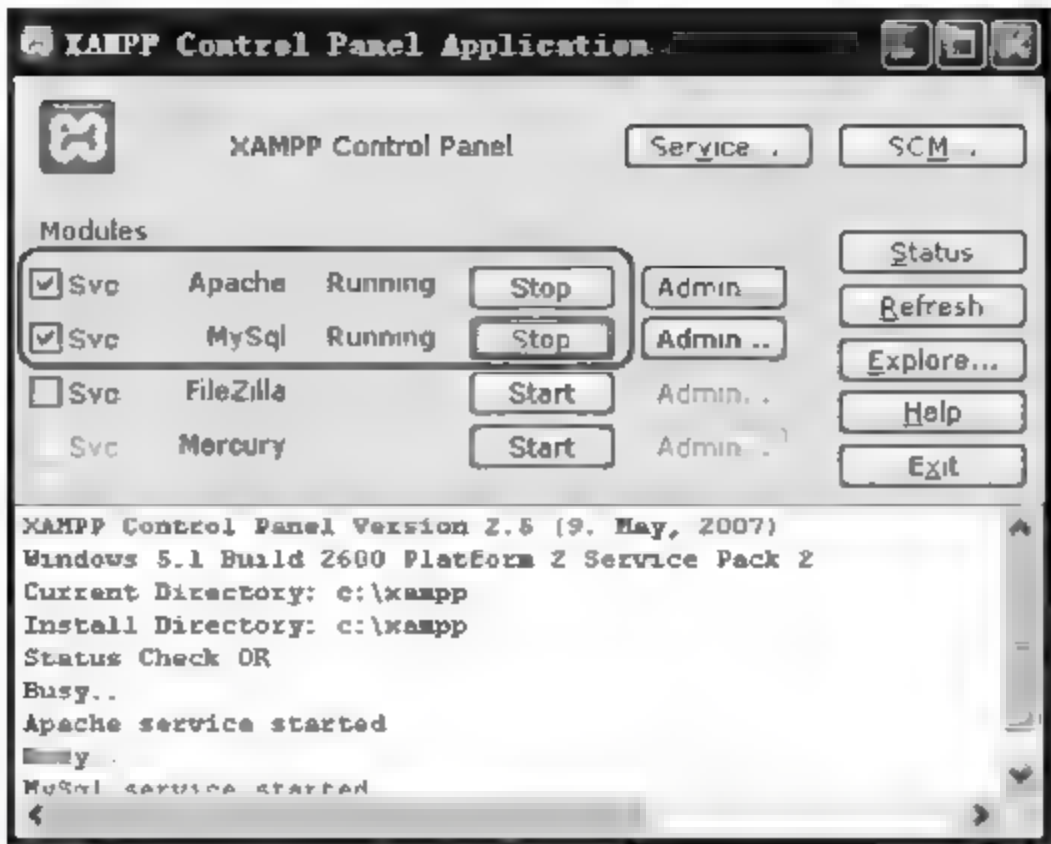 XAMPP Control Panel Application
XAMPP Control Panel
Service . .
SCM . .
Modules
Status
Svc Apache Running Stop Admin
Refresh
Svc MySql Running Stop Admin ..
Explore...
Svc FileZilla Start Admin. .
Help
Svc Mercury Start Admin .
Exit
XAMPP Control Panel Version 2.5 (9. May, 2007)
Windows 5.1 Build 2600 Platform 2 Service Pack 2
Current Directory: c:\xampp
Install Directory: c:\xampp
Status Check OK
Busy..
Apache service started
MySql service started